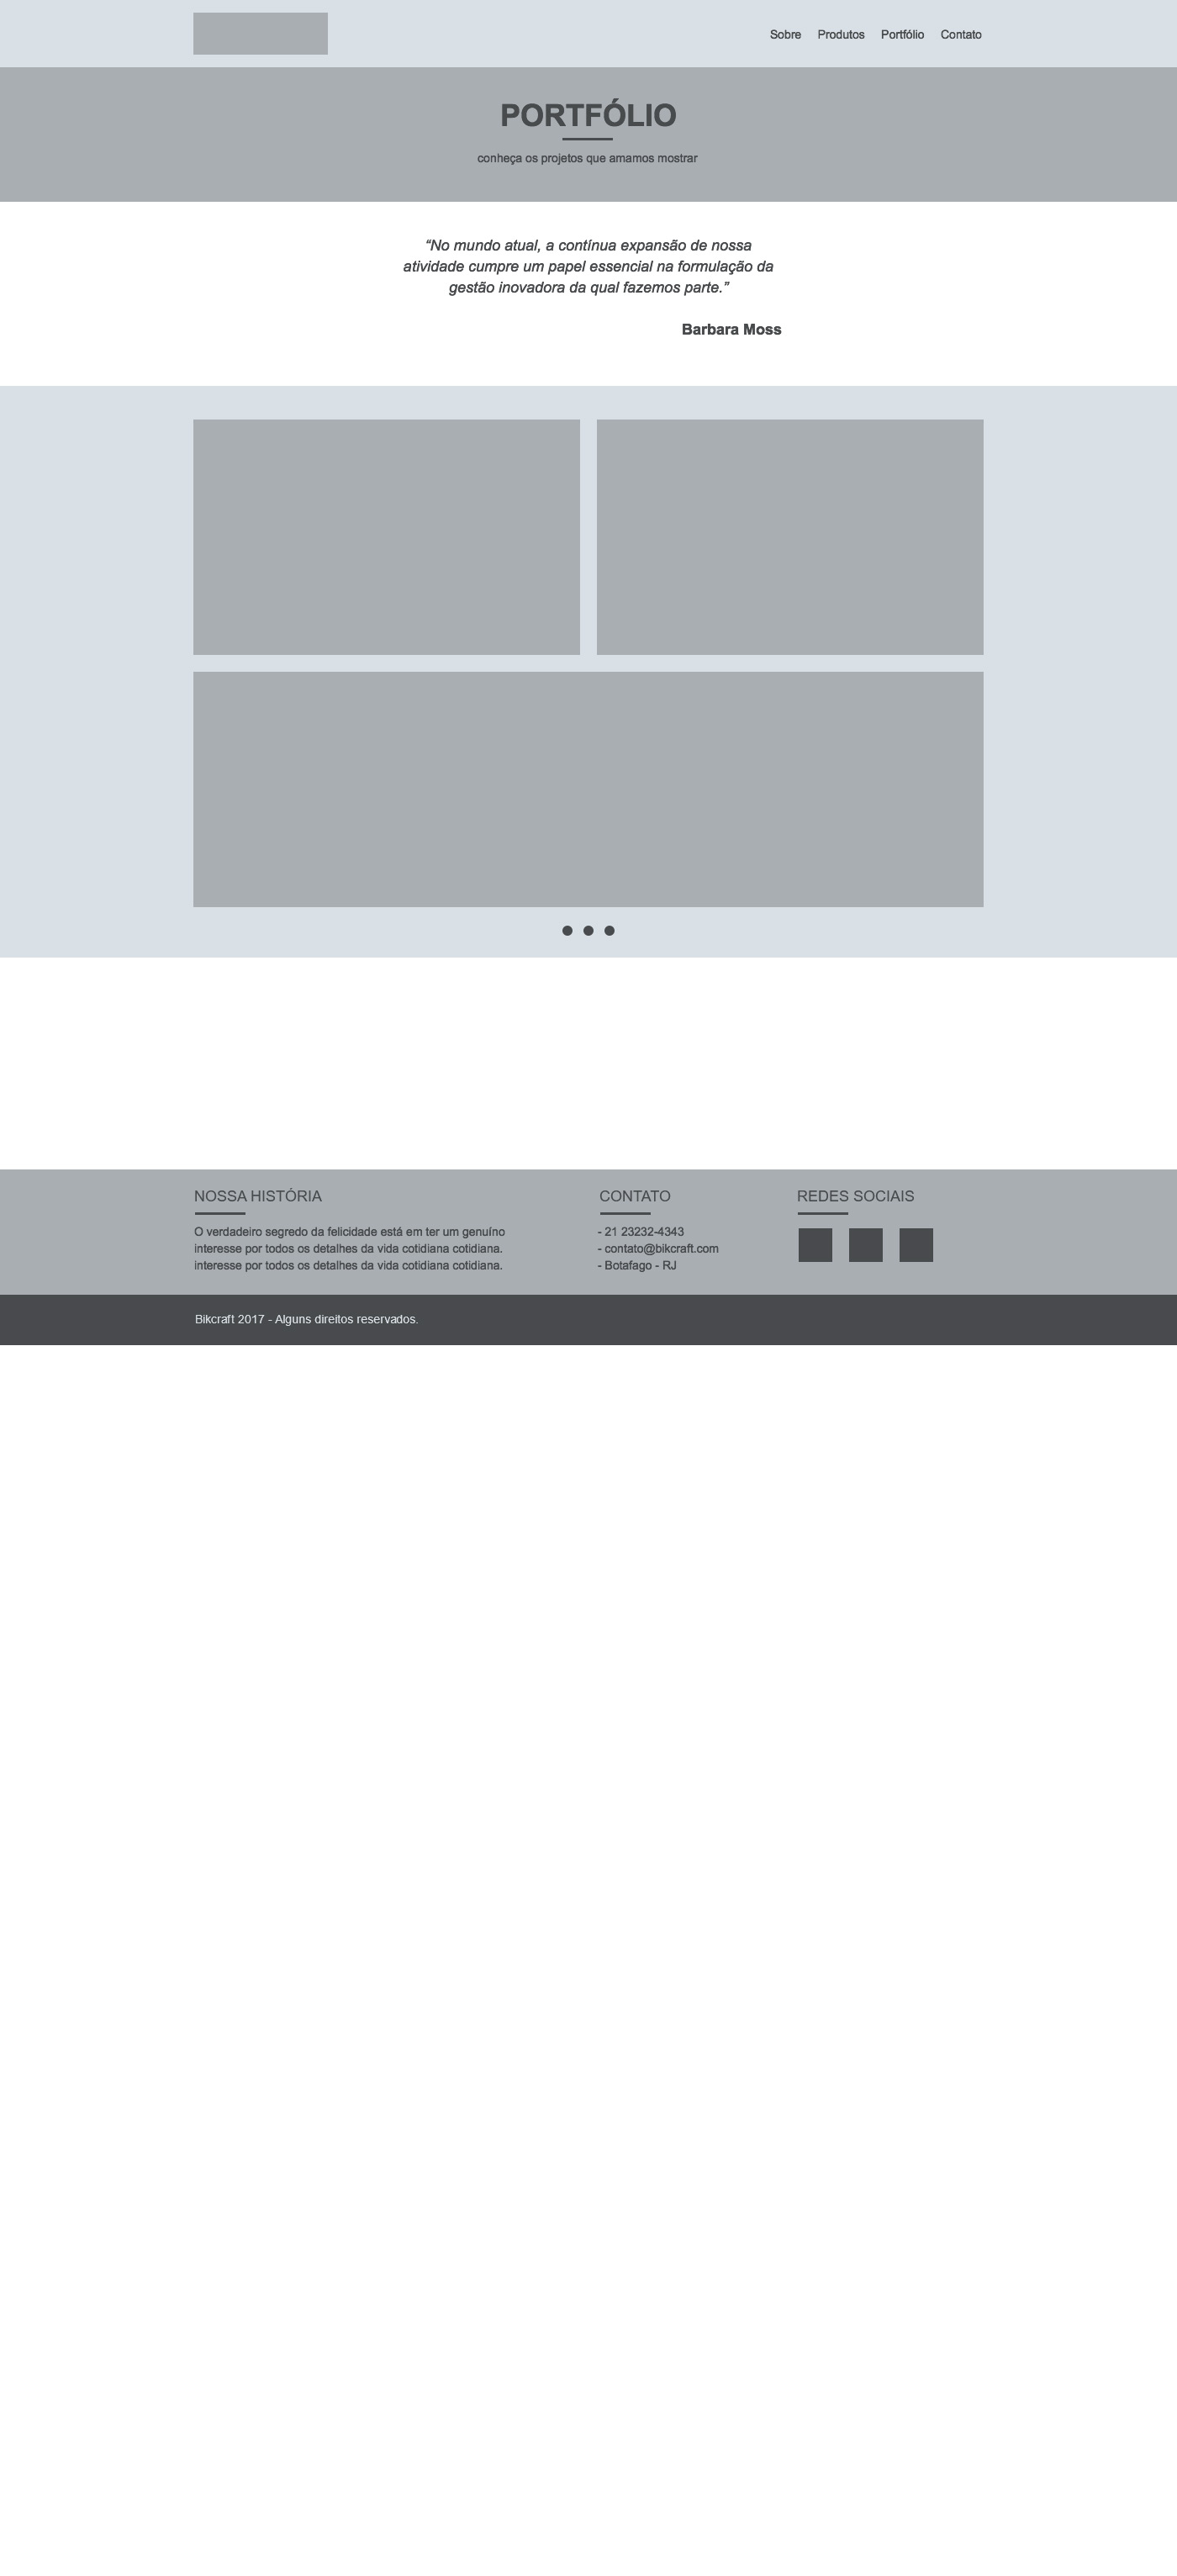 Sobre Produtos Portfólio Contato
PORTFÓLIO
conheça os projetos que amamos mostrar
“No mundo atual, a contínua expansão de nossa
atividade cumpre um papel essencial na formulação da
gestão inovadora da qual fazemos parte.”
Barbara Moss
NOSSA HISTÓRIA
O verdadeiro segredo da felicidade está em ter um genuíno
interesse por todos os detalhes da vida cotidiana cotidiana.
interesse por todos os detalhes da vida cotidiana cotidiana.
CONTATO
- 21 23232-4343
- contato@bikcraft.com
- Botafago - RJ
REDES SOCIAIS
Bikcraft 2017 - Alguns direitos reservados.